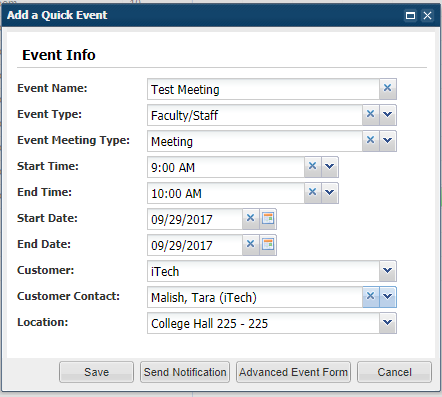 Add a Quick Event
Event Info
Event Name: Test Meeting
Event Type: Faculty/Staff
Event Meeting Type: Meeting
Start Time: 9:00 AM
End Time: 10:00 AM
Start Date: 09/29/2017
End Date: 09/29/2017
Customer: iTech
Customer Contact: Malish, Tara (iTech)
Location: College Hall 225 - 225
Save Send Notification Advanced Event Form Cancel